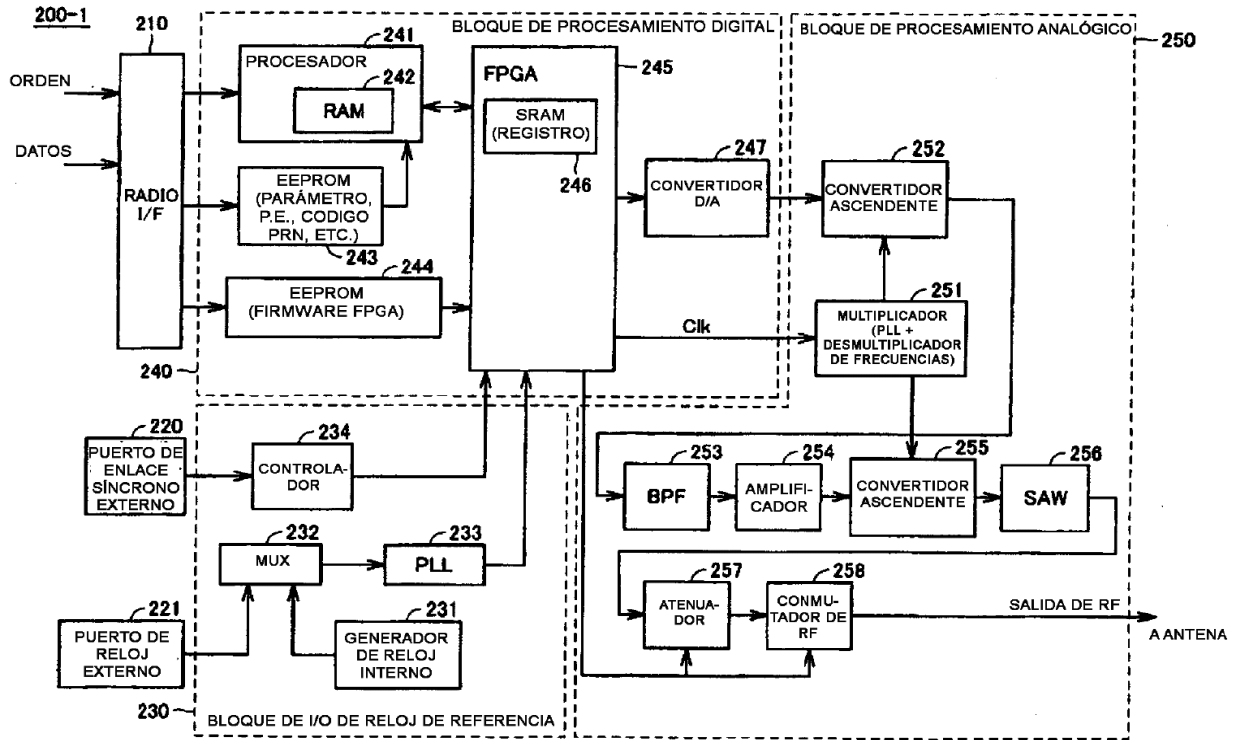 200-1
210
ORDEN
DATOS
RADIO
I/F
BLOQUE DE PROCESAMIENTO DIGITAL
241
PROCESADOR
242
RAM
EEPROM
(PARÁMETRO,
P.E., CODIGO
PRN, ETC.)
243
244
EEPROM
(FIRMWARE FPGA)
240
245
FPGA
SRAM
(REGISTRO)
246
247
CONVERTIDOR
D/A
Clk
BLOQUE DE PROCESAMIENTO ANALÓGICO
250
252
CONVERTIDOR
ASCENDENTE
251
MULTIPLICADOR
(PLL +
DESMULTIPLICADOR
DE FRECUENCIAS)
220
PUERTO DE
ENLACE
SÍNCRONO
EXTERNO
234
CONTROLA-
DOR
232
MUX
233
PLL
221
PUERTO DE
RELOJ
EXTERNO
231
GENERADOR
DE RELOJ
INTERNO
230
BLOQUE DE I/O DE RELOJ DE REFERENCIA
253
BPF
254
AMPLIFI-
CADOR
255
CONVERTIDOR
ASCENDENTE
256
SAW
257
ATENUA-
DOR
258
CONMU-
TADOR DE
RF
SALIDA DE RF
A ANTENA